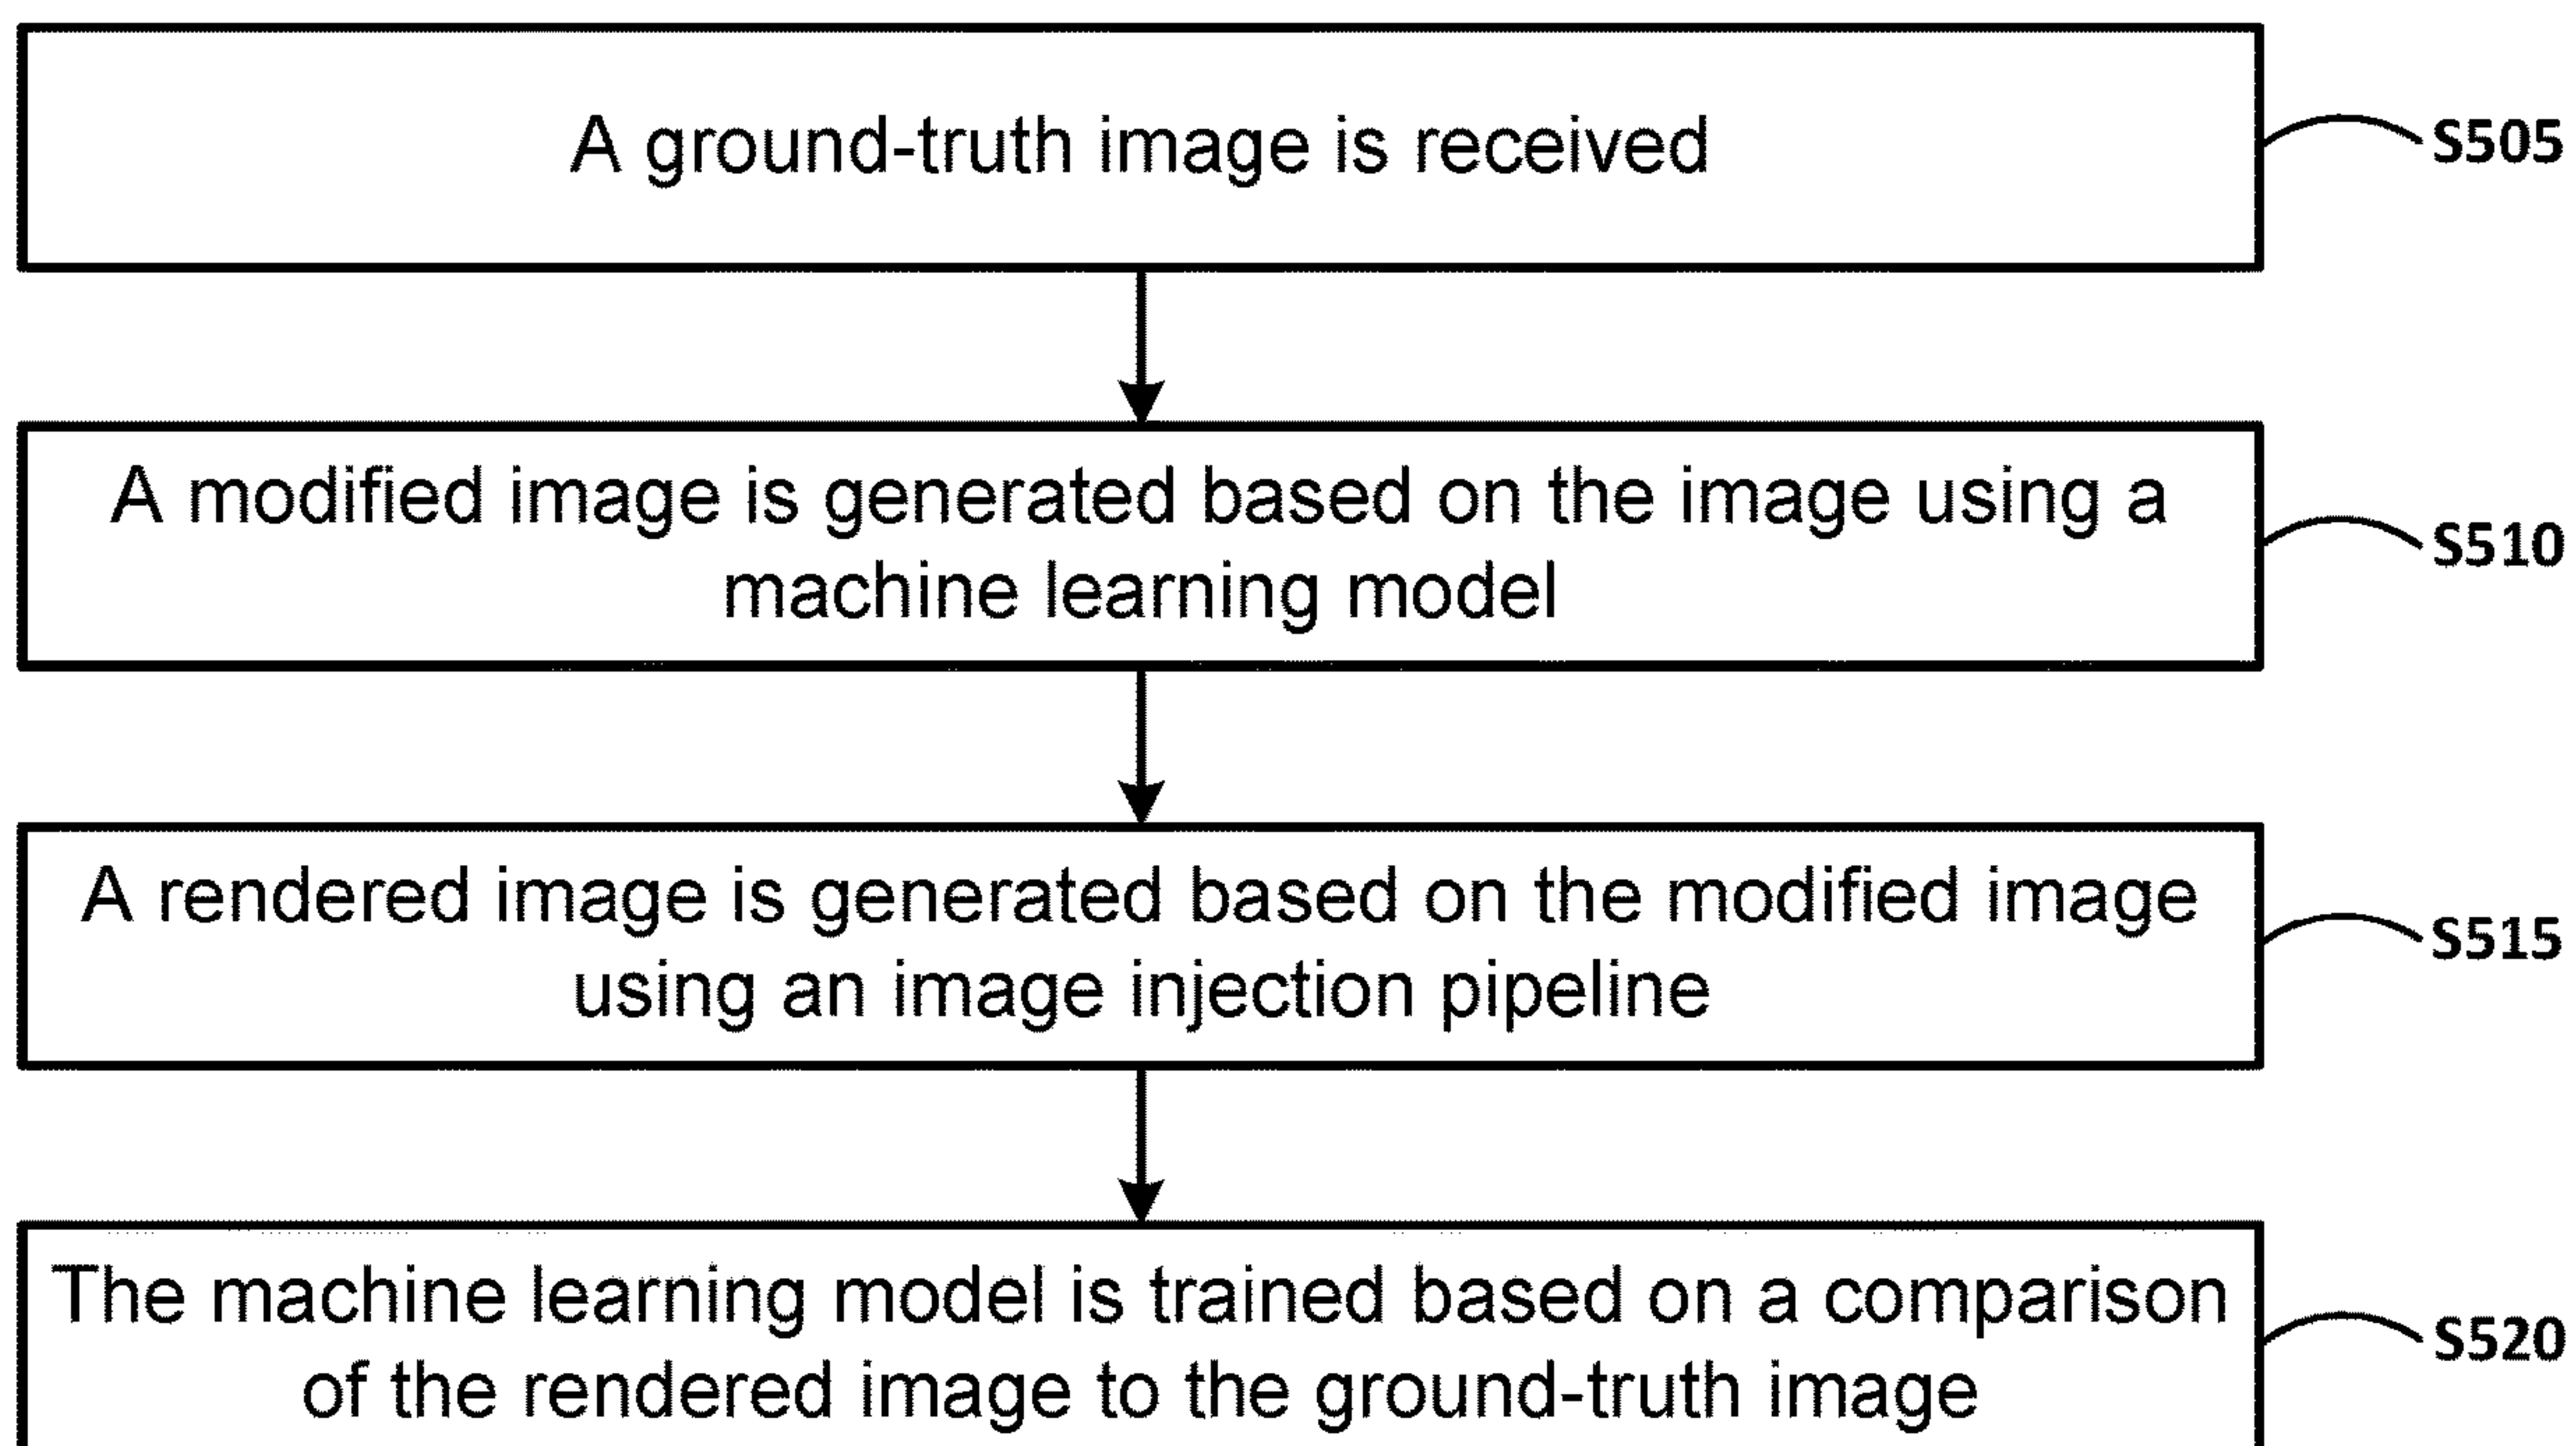 A ground-truth image is received
S505
A modified image is generated based on the image using a
machine learning model
S510
A rendered image is generated based on the modified image
using an image injection pipeline
S515
The machine learning model is trained based on a comparison
of the rendered image to the ground-truth image
S520